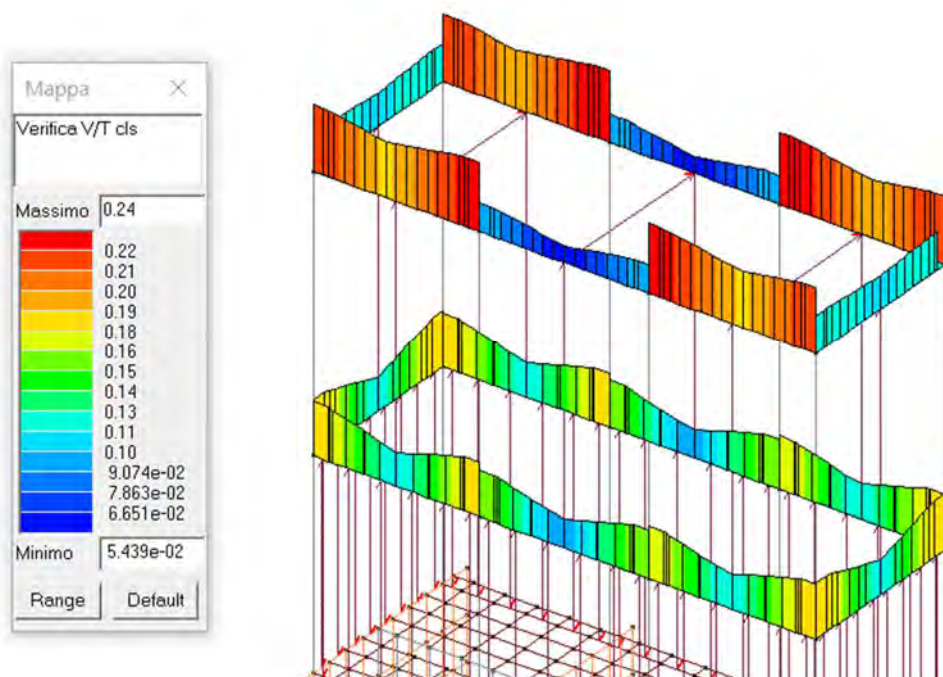 Mappa
Verifica V/T cls
Massimo 0.24
0.22
0.21
0.20
0.19
0.18
0.16
0.15
0.14
0.13
0.11
0.10
9.074e-02
7.863e-02
6.651e-02
Minimo 5.439e-02
Range Default